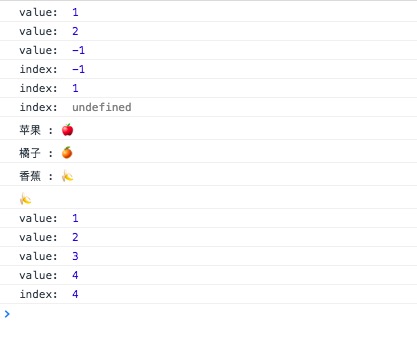 value: 1
value: 2
value: -1
index: -1
index: 1
index: undefined
苹果 : 🍎
橘子 : 🍊
香蕉 : 🍌
🍌
value: 1
value: 2
value: 3
value: 4
index: 4
>